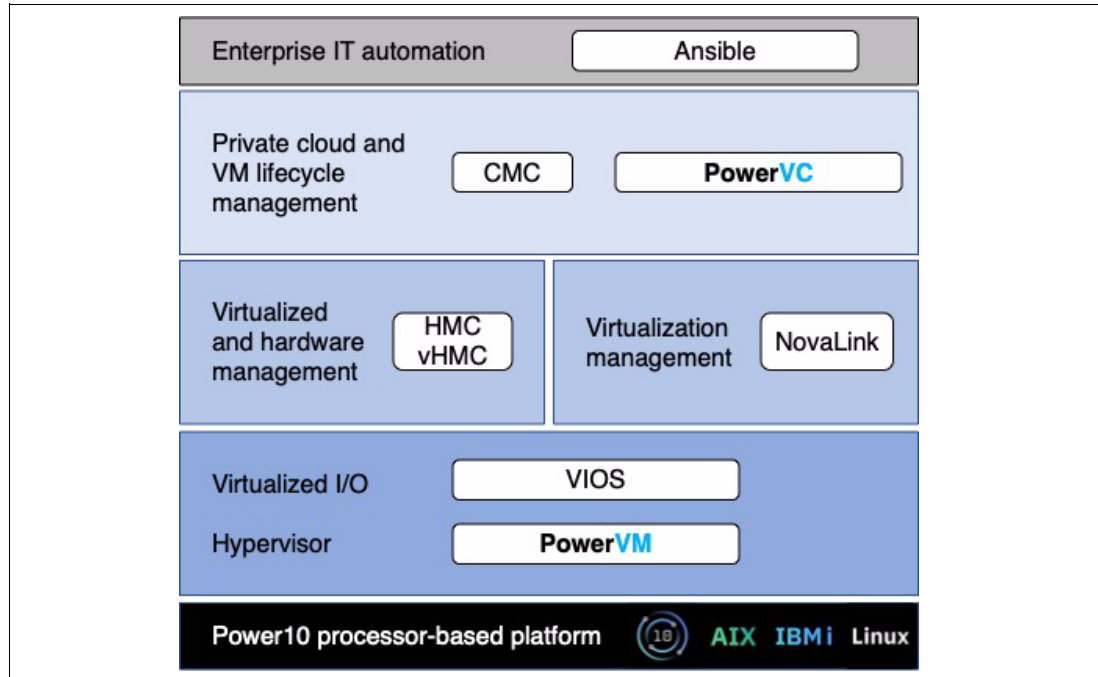 Enterprise IT automation
Ansible
Private cloud and
VM lifecycle
management
CMC
PowerVC
Virtualized
and hardware
management
HMC
vHMC
Virtualization
management
NovaLink
Virtualized I/O
VIOS
Hypervisor
PowerVM
Power10 processor-based platform
10
AIX
IBM i
Linux